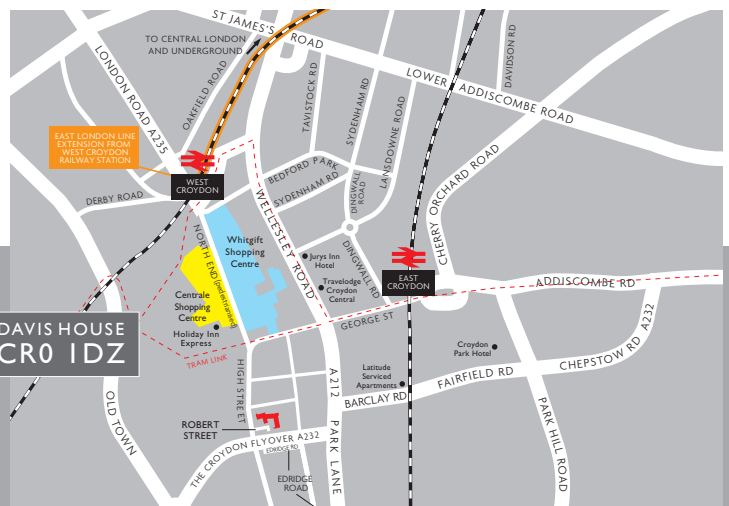 ST JAMES'S ROAD
TO CENTRAL LONDON
AND UNDERGROUND
LONDON ROAD A235
OAKFIELD ROAD
TAVISTOCK RD
SYDENHAM RD
LANSDOWNE ROAD
LOWER ADDISCOMBE ROAD
DAVIDSON RD
EAST LONDON LINE
EXTENSION FROM
WEST CROYDON
RAILWAY STATION
WEST
CROYDON
DERBY ROAD
BEDFORD PARK
SYDENHAM RD
DINGWALL
ROAD
CHERRY ORCHARD ROAD
WELLESLEY ROAD
NORTH END (pedestrianised)
Whitgift
Shopping
Centre
Jurys Inn
Hotel
DINGWALL RD
EAST
CROYDON
ADDISCOMBE RD
Travelodge
Croydon
Central
Centrale
Shopping
Centre
Holiday Inn
Express
GEORGE ST
DAVIS HOUSE
CR0 1DZ
TRAM LINK
Croydon
Park Hotel
A232
CHEPSTOW RD
FAIRFIELD RD
Latitude
Serviced
Apartments
BARCLAY RD
HIGH STREET
A212 PARK LANE
OLD TOWN
ROBERT
STREET
THE CROYDON FLYOVER A232
EDRIDGE RD
EDRIDGE
ROAD
PARK HILL ROAD